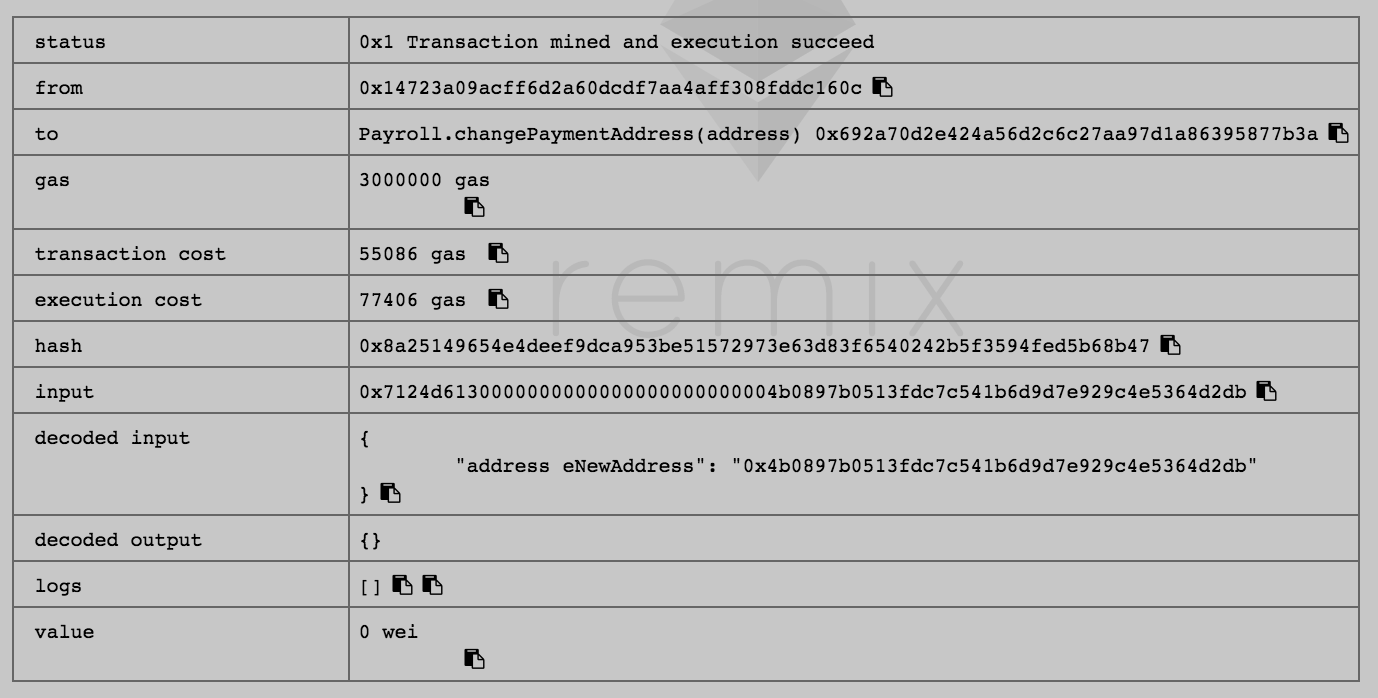 status 0x1 Transaction mined and execution succeed
from 0x14723a09acff6d2a60dcdf7aa4aff308fddc160c
to Payroll.changePaymentAddress(address) 0x692a70d2e424a56d2c6c27aa97d1a86395877b3a
gas 3000000 gas
transaction cost 55086 gas
execution cost 77406 gas
hash 0x8a25149654e4deef9dca953be51572973e63d83f6540242b5f3594fed5b68b47
input 0x7124d6130000000000000000000000004b0897b0513fdc7c541b6d9d7e929c4e5364d2db
decoded input {
"address eNewAddress": "0x4b0897b0513fdc7c541b6d9d7e929c4e5364d2db"
}
decoded output {}
logs []
value 0 wei
remix